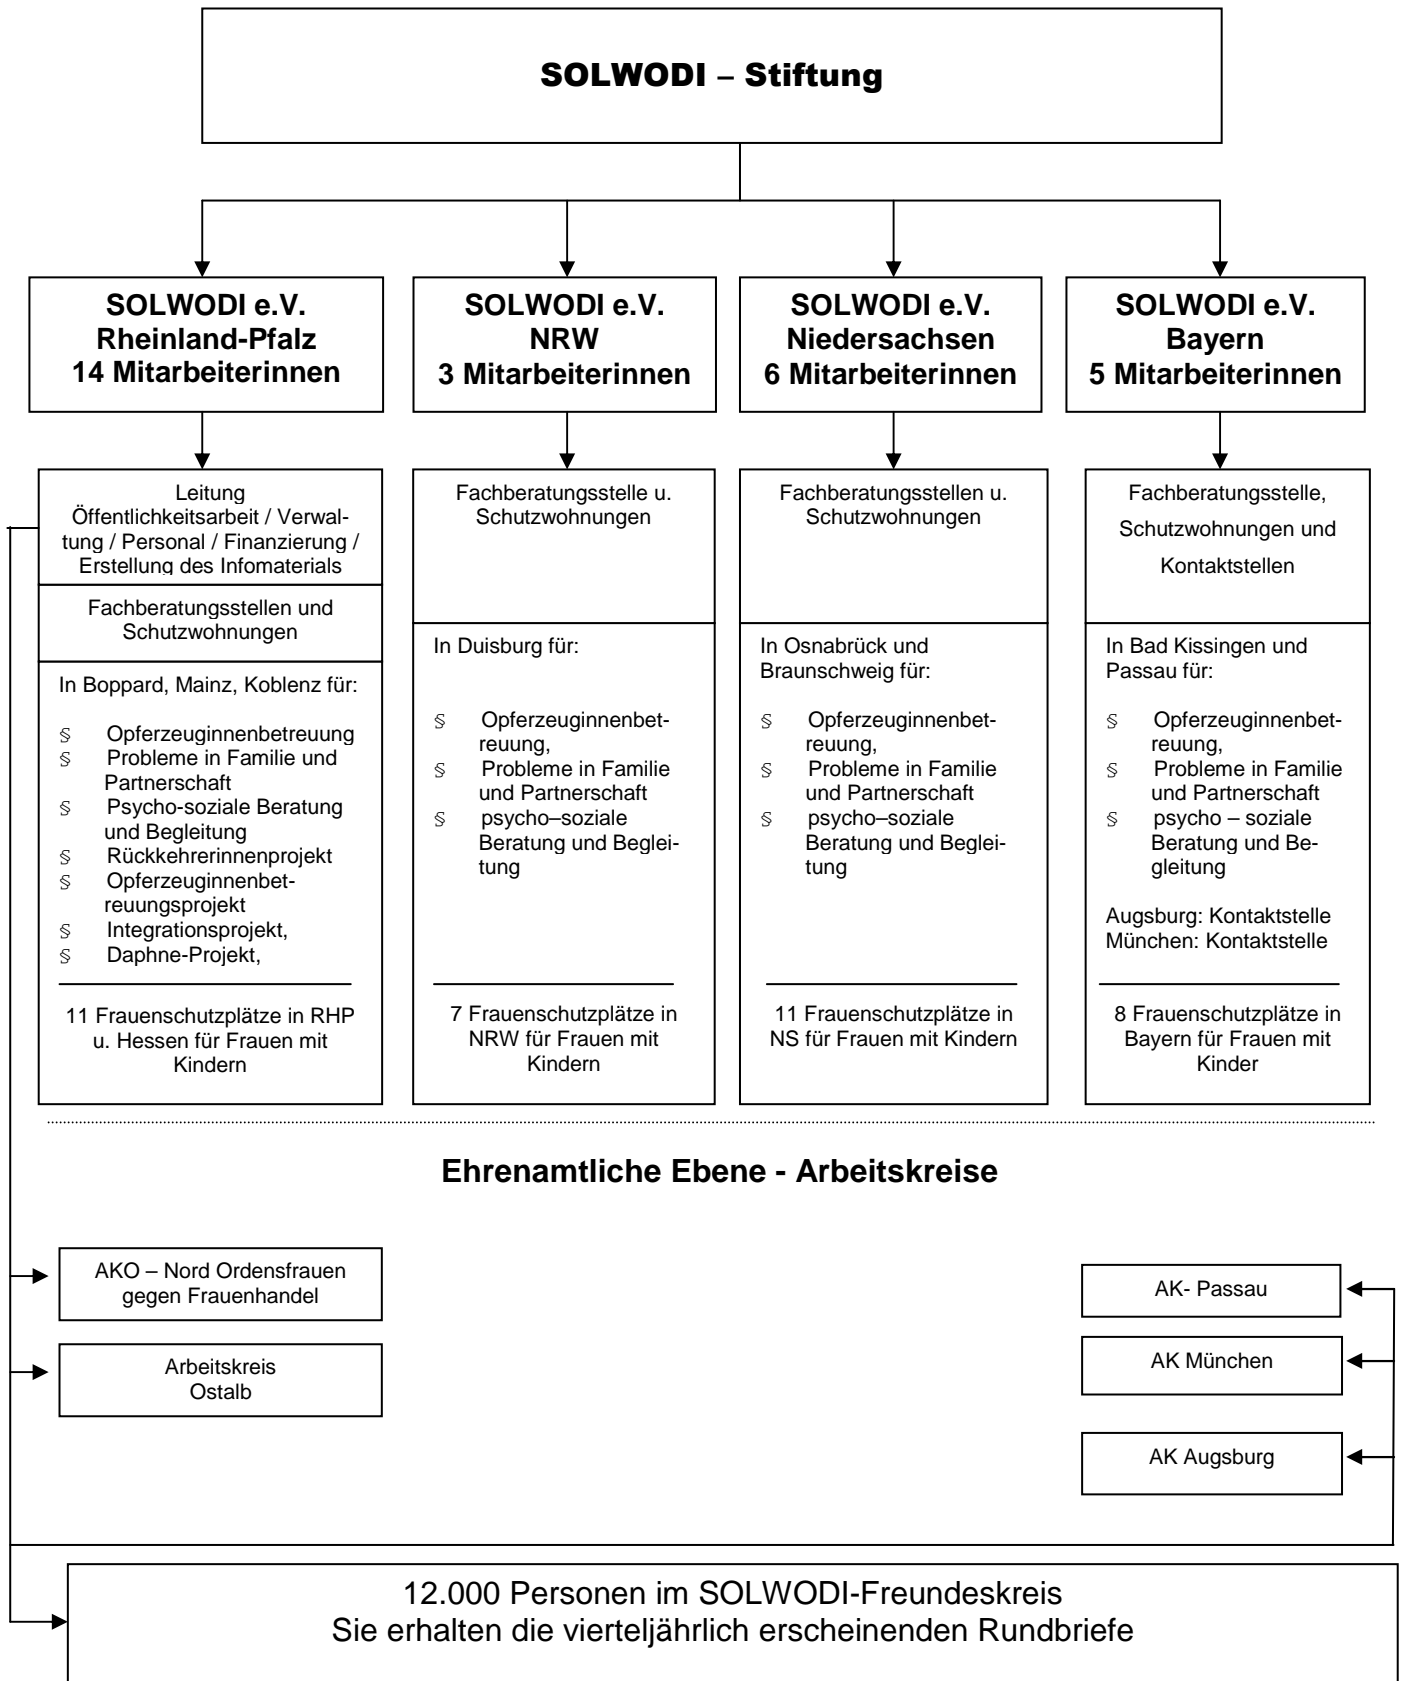 SOLWODI – Stiftung
SOLWODI e.V.
Rheinland-Pfalz
14 Mitarbeiterinnen
SOLWODI e.V.
NRW
3 Mitarbeiterinnen
SOLWODI e.V.
Niedersachsen
6 Mitarbeiterinnen
SOLWODI e.V.
Bayern
5 Mitarbeiterinnen
Leitung
Öffentlichkeitsarbeit / Verwal-
tung / Personal / Finanzierung /
Erstellung des Infomaterials
Fachberatungsstellen und
Schutzwohnungen
In Boppard, Mainz, Koblenz für:
§ Opferzeuginnenbetreuung
§ Probleme in Familie und
Partnerschaft
§ Psycho-soziale Beratung
und Begleitung
§ Rückkehrerinnenprojekt
§ Opferzeuginnenbet-
reuungsprojekt
§ Integrationsprojekt,
§ Daphne-Projekt,
11 Frauenschutzplätze in RHP
u. Hessen für Frauen mit
Kindern
Fachberatungsstelle u.
Schutzwohnungen
In Duisburg für:
§ Opferzeuginnenbet-
reuung,
§ Probleme in Familie
und Partnerschaft
§ psycho–soziale
Beratung und Beglei-
tung
7 Frauenschutzplätze in
NRW für Frauen mit
Kindern
Fachberatungsstellen u.
Schutzwohnungen
In Osnabrück und
Braunschweig für:
§ Opferzeuginnenbet-
reuung,
§ Probleme in Familie
und Partnerschaft
§ psycho–soziale
Beratung und Beglei-
tung
11 Frauenschutzplätze in
NS für Frauen mit Kindern
Fachberatungsstelle,
Schutzwohnungen und
Kontaktstellen
In Bad Kissingen und
Passau für:
§ Opferzeuginnenbet-
reuung,
§ Probleme in Familie
und Partnerschaft
§ psycho – soziale
Beratung und Be-
gleitung
Augsburg: Kontaktstelle
München: Kontaktstelle
8 Frauenschutzplätze in
Bayern für Frauen mit
Kinder
Ehrenamtliche Ebene - Arbeitskreise
AKO – Nord Ordensfrauen
gegen Frauenhandel
Arbeitskreis
Ostalb
AK- Passau
AK München
AK Augsburg
12.000 Personen im SOLWODI-Freundeskreis
Sie erhalten die vierteljährlich erscheinenden Rundbriefe